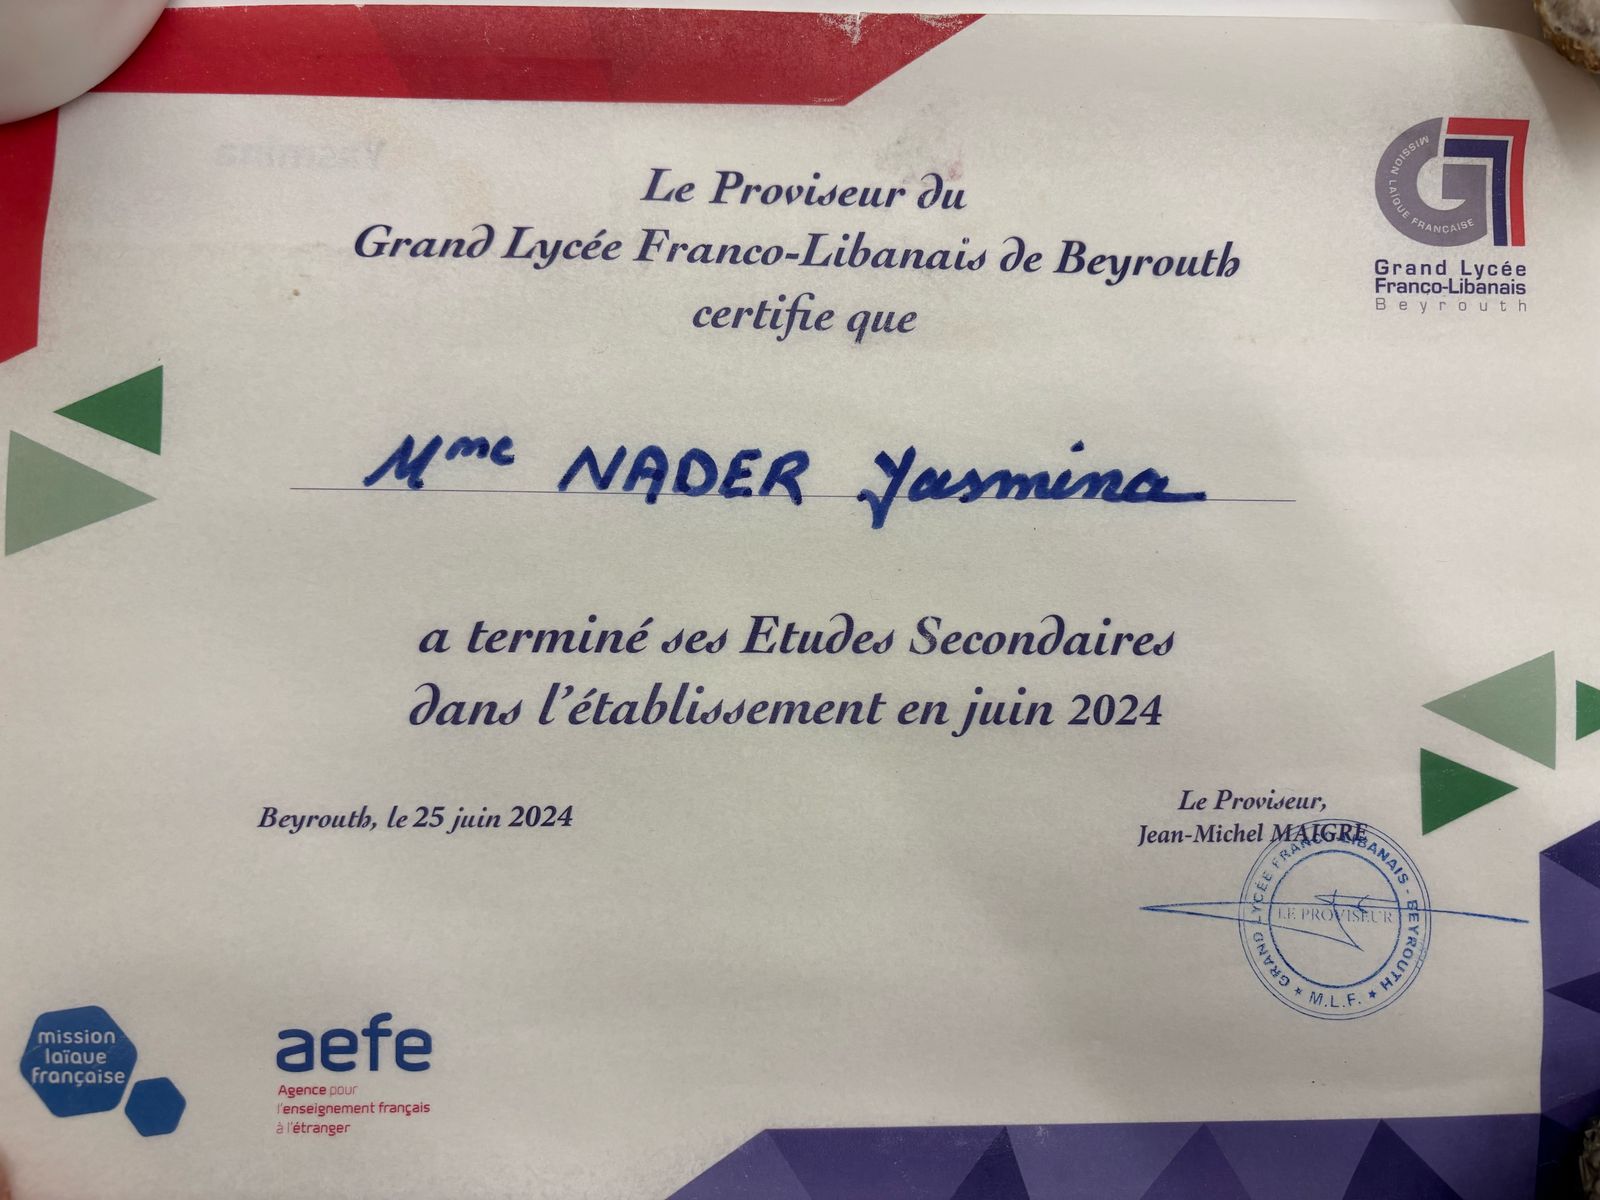 Le Proviseur du
Grand Lycée Franco-Libanais de Beyrouth
certifie que
MISSION LAÏQUE FRANÇAISE
Grand Lycée
Franco-Libanais
Beyrouth
Mme NADER Yasmina
a terminé ses Etudes Secondaires
dans l'établissement en juin 2024
Beyrouth, le 25 juin 2024
Le Proviseur,
Jean-Michel MAIGRE
GRAND LYCÉE FRANCO-LIBANAIS - BEYROUTH
LE PROVISEUR
★ M.L.F. ★
mission
laïque
française
aefe
Agence pour
l'enseignement français
à l'étranger